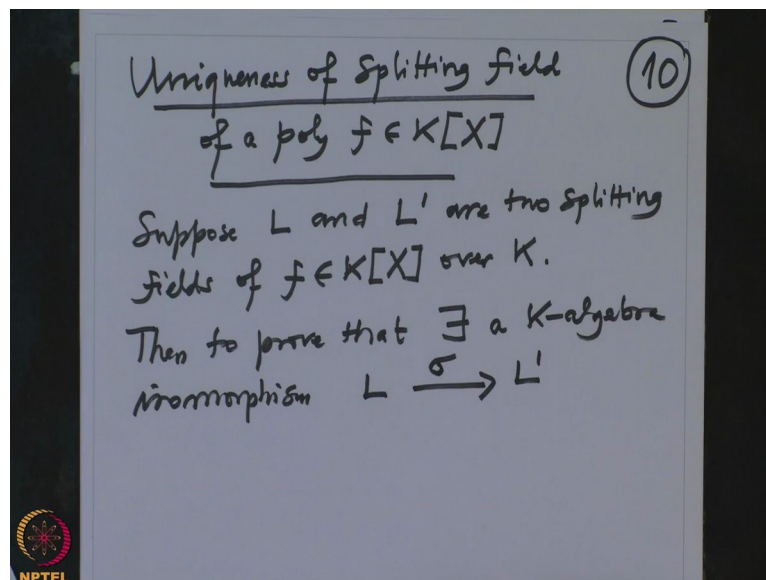 Uniqueness of splitting field
10
of a poly f ∈ K[X]
Suppose L and L' are two splitting
fields of f ∈ K[X] over K.
Then to prove that ∃ a K-algebra
isomorphism L σ⟶ L'
NPTEL